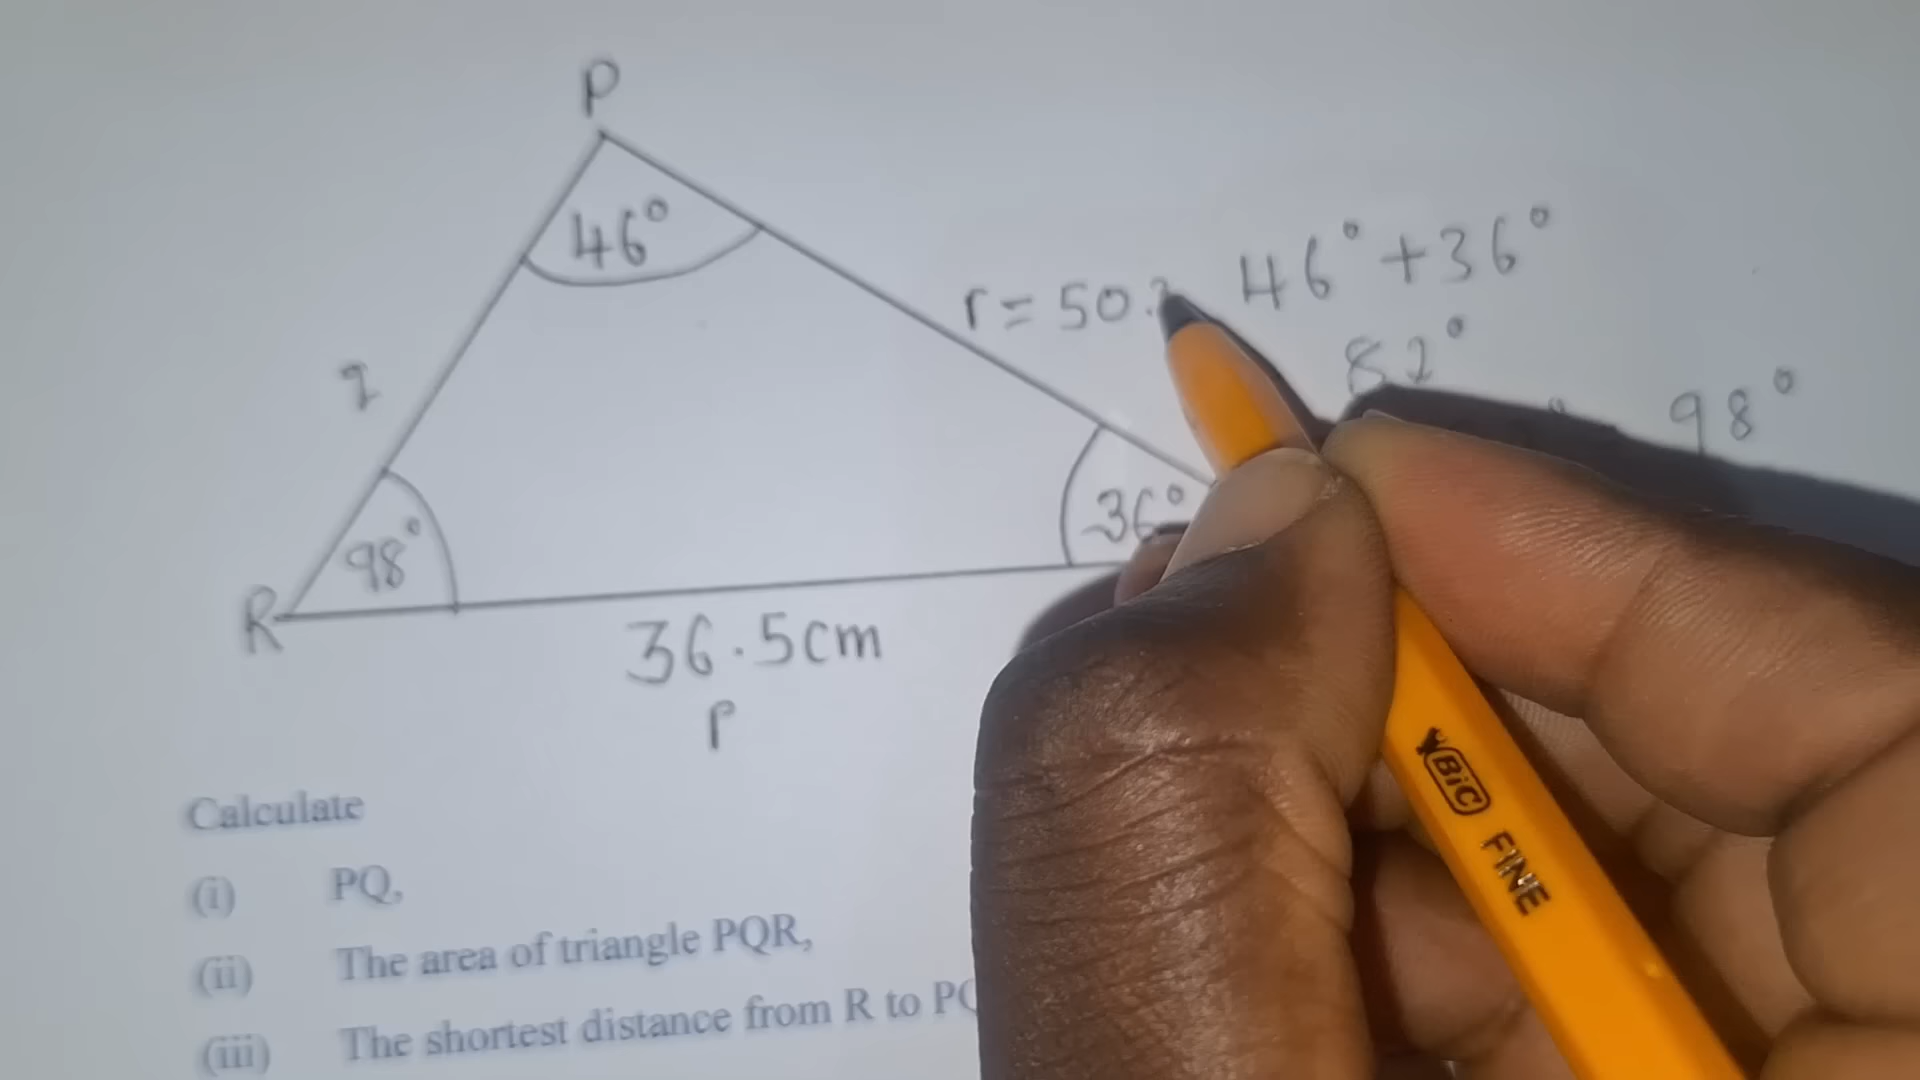 P
46°
46° + 36°
r = 50.
82°
q
98°
36°
98°
R
36.5cm
P
Calculate
(i) PQ,
(ii) The area of triangle PQR,
(iii) The shortest distance from R to
BiC FINE